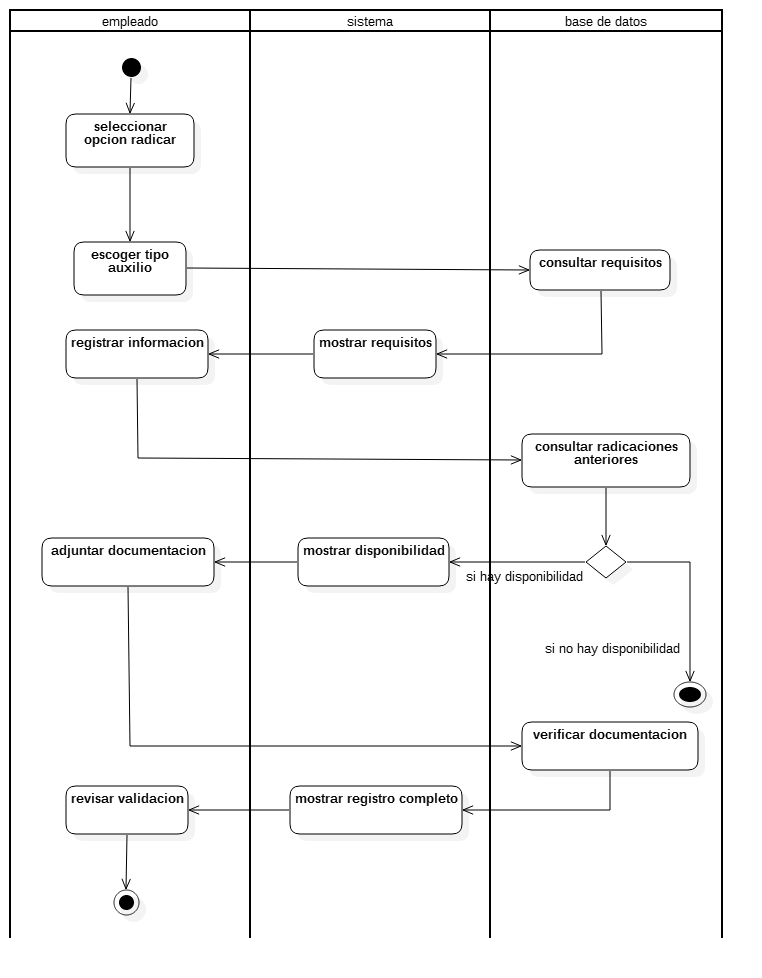 empleado
sistema
base de datos
seleccionar
opcion radicar
escoger tipo
auxilio
consultar requisitos
registrar informacion
mostrar requisitos
consultar radicaciones
anteriores
adjuntar documentacion
mostrar disponibilidad
si hay disponibilidad
si no hay disponibilidad
verificar documentacion
revisar validacion
mostrar registro completo